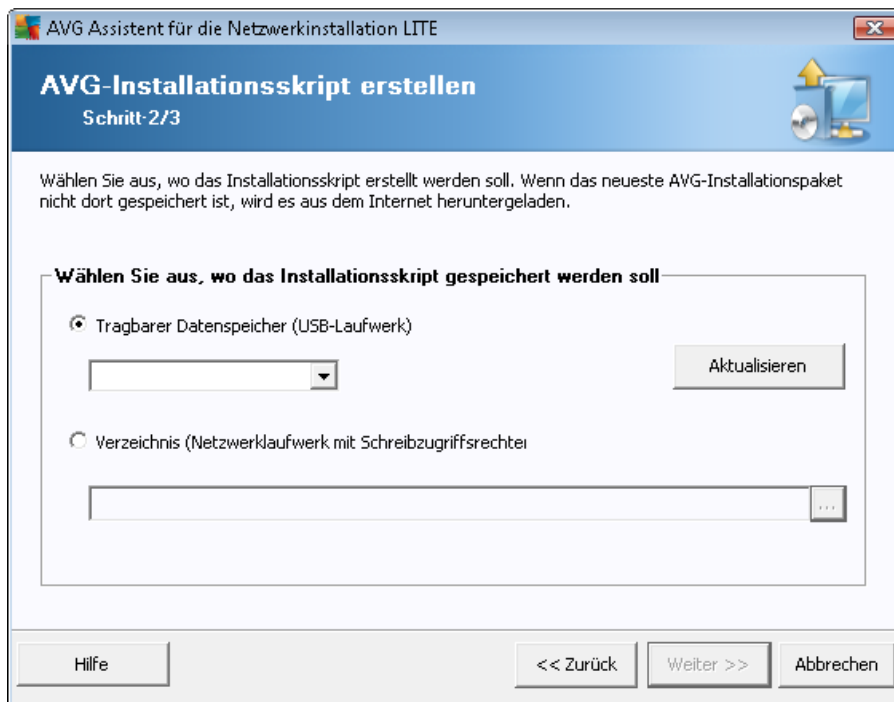 AVG Assistent für die Netzwerkinstallation LITE
AVG-Installationsskript erstellen
Schritt-2/3
Wählen Sie aus, wo das Installationsskript erstellt werden soll. Wenn das neueste AVG-Installationspaket
nicht dort gespeichert ist, wird es aus dem Internet heruntergeladen.
Wählen Sie aus, wo das Installationsskript gespeichert werden soll
Tragbarer Datenspeicher (USB-Laufwerk)
Aktualisieren
Verzeichnis (Netzwerklaufwerk mit Schreibzugriffsrechter
...
Hilfe
<< Zurück
Weiter >>
Abbrechen